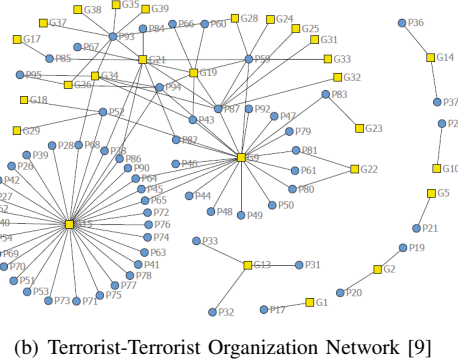 G38 G35 G39
G37 P84 P66 P60 G28 G24
G17 P93 G25
P67 G31
P85 G21 P59 G33
P95 G34 G19 G32
G36 P94
G18 P87 P92 P83
P52 P43 P47
G29 P79 G23
P28 P68 P78 P82 P81
P39 P86 P46 G9
P26 P90 P61 G22
P42 P64
P45 P44 P80
P65 P50
P72 P48 P49
P76
P74 P33
P69 P63
P70 P41 G13 P31
P51 P78
P53 P77
P73 P71 P75 P32 P17 G1
P36
G14
P37
G10
G5
P21
P19
G2
P20
(b) Terrorist-Terrorist Organization Network [9]